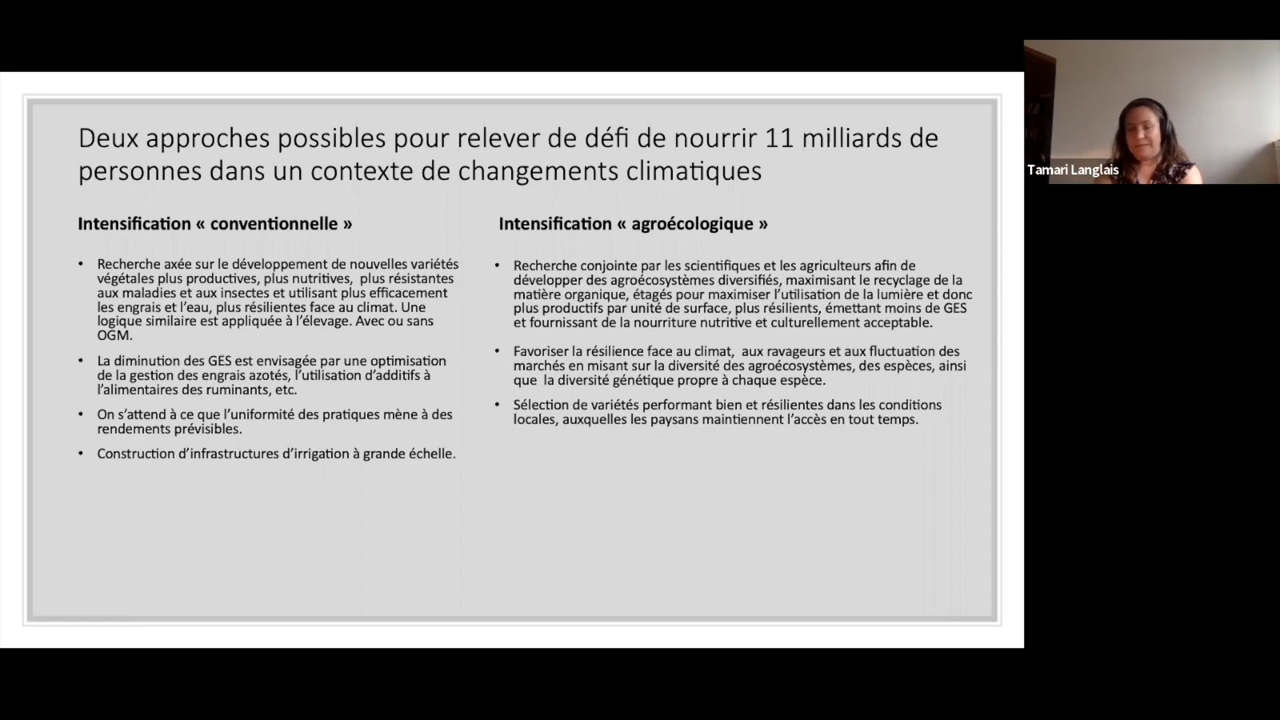 Deux approches possibles pour relever de défi de nourrir 11 milliards de
personnes dans un contexte de changements climatiques
Intensification « conventionnelle »
• Recherche axée sur le développement de nouvelles variétés
végétales plus productives, plus nutritives, plus résistantes
aux maladies et aux insectes et utilisant plus efficacement
les engrais et l'eau, plus résilientes face au climat. Une
logique similaire est appliquée à l'élevage. Avec ou sans
OGM.
• La diminution des GES est envisagée par une optimisation
de la gestion des engrais azotés, l'utilisation d'additifs à
l'alimentaires des ruminants, etc.
• On s'attend à ce que l'uniformité des pratiques mène à des
rendements prévisibles.
• Construction d'infrastructures d'irrigation à grande échelle.
Intensification « agroécologique »
• Recherche conjointe par les scientifiques et les agriculteurs afin de
développer des agroécosystèmes diversifiés, maximisant le recyclage de la
matière organique, étagés pour maximiser l'utilisation de la lumière et donc
plus productifs par unité de surface, plus résilients, émettant moins de GES
et fournissant de la nourriture nutritive et culturellement acceptable.
• Favoriser la résilience face au climat, aux ravageurs et aux fluctuation des
marchés en misant sur la diversité des agroécosystèmes, des espèces, ainsi
que la diversité génétique propre à chaque espèce.
• Sélection de variétés performant bien et résilientes dans les conditions
locales, auxquelles les paysans maintiennent l'accès en tout temps.
Tamari Langlais